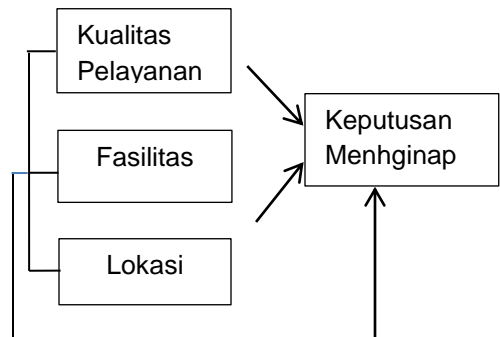 Kualitas
Pelayanan
Keputusan
Menhginap
Fasilitas
Lokasi